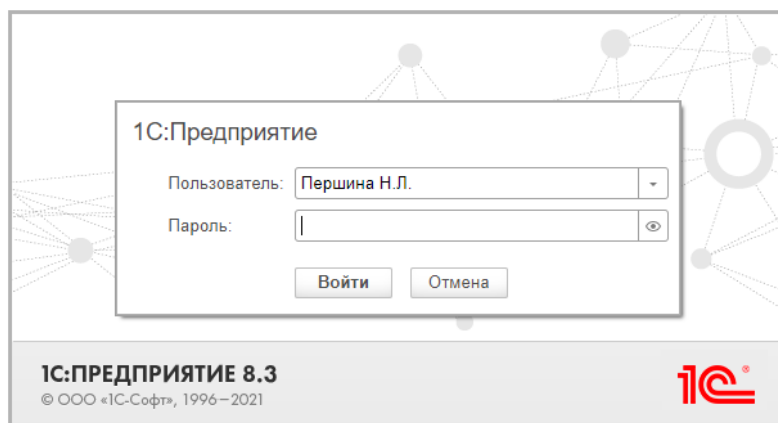 1С:Предприятие
Пользователь: Першина Н.Л.
Пароль:
Войти Отмена
1С:ПРЕДПРИЯТИЕ 8.3
© ООО «1С-Софт», 1996–2021
1С®